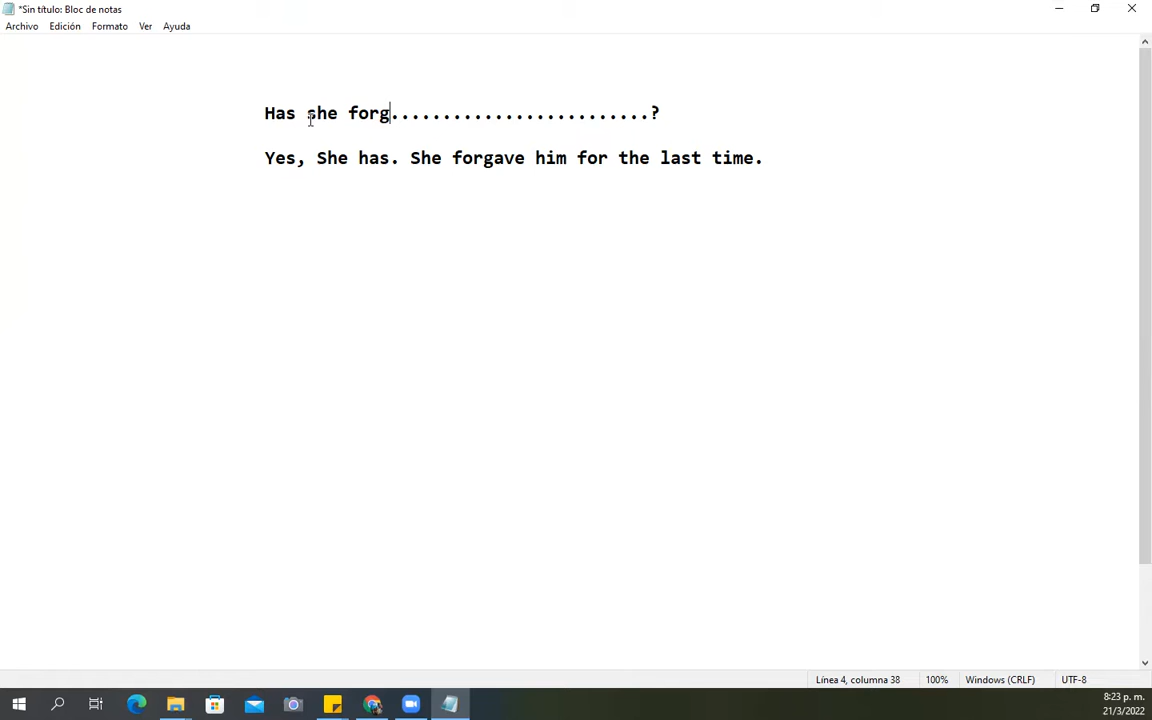 *Sin título: Bloc de notas
Archivo Edición Formato Ver Ayuda
Has she forg.........................?
Yes, She has. She forgave him for the last time.
Línea 4, columna 38 100% Windows (CRLF) UTF-8
8:23 p. m.
21/3/2022